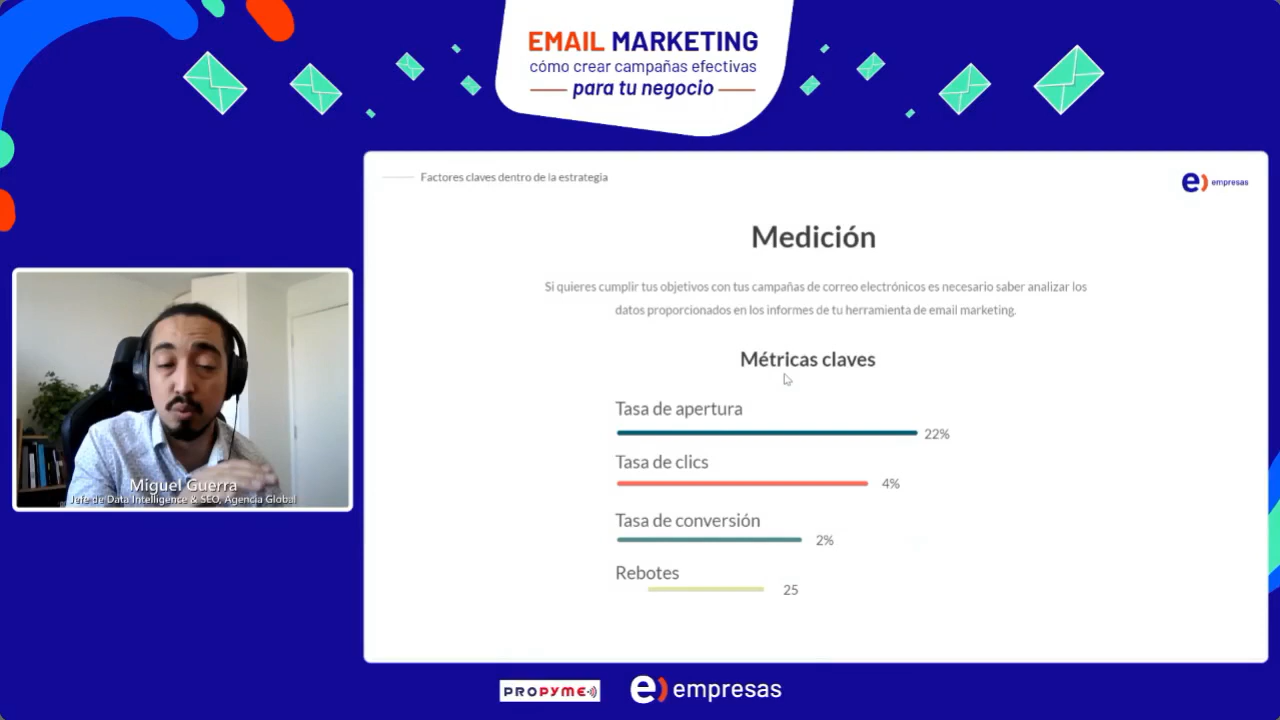 EMAIL MARKETING
cómo crear campañas efectivas
para tu negocio
Factores claves dentro de la estrategia
e) empresas
Medición
Si quieres cumplir tus objetivos con tus campañas de correo electrónicos es necesario saber analizar los
datos proporcionados en los informes de tu herramienta de email marketing.
Métricas claves
Tasa de apertura
22%
Tasa de clics
4%
Tasa de conversión
2%
Rebotes
25
Miguel Guerra
Jefe de Data Intelligence & SEO, Agencia Global
PROPYME
e) empresas